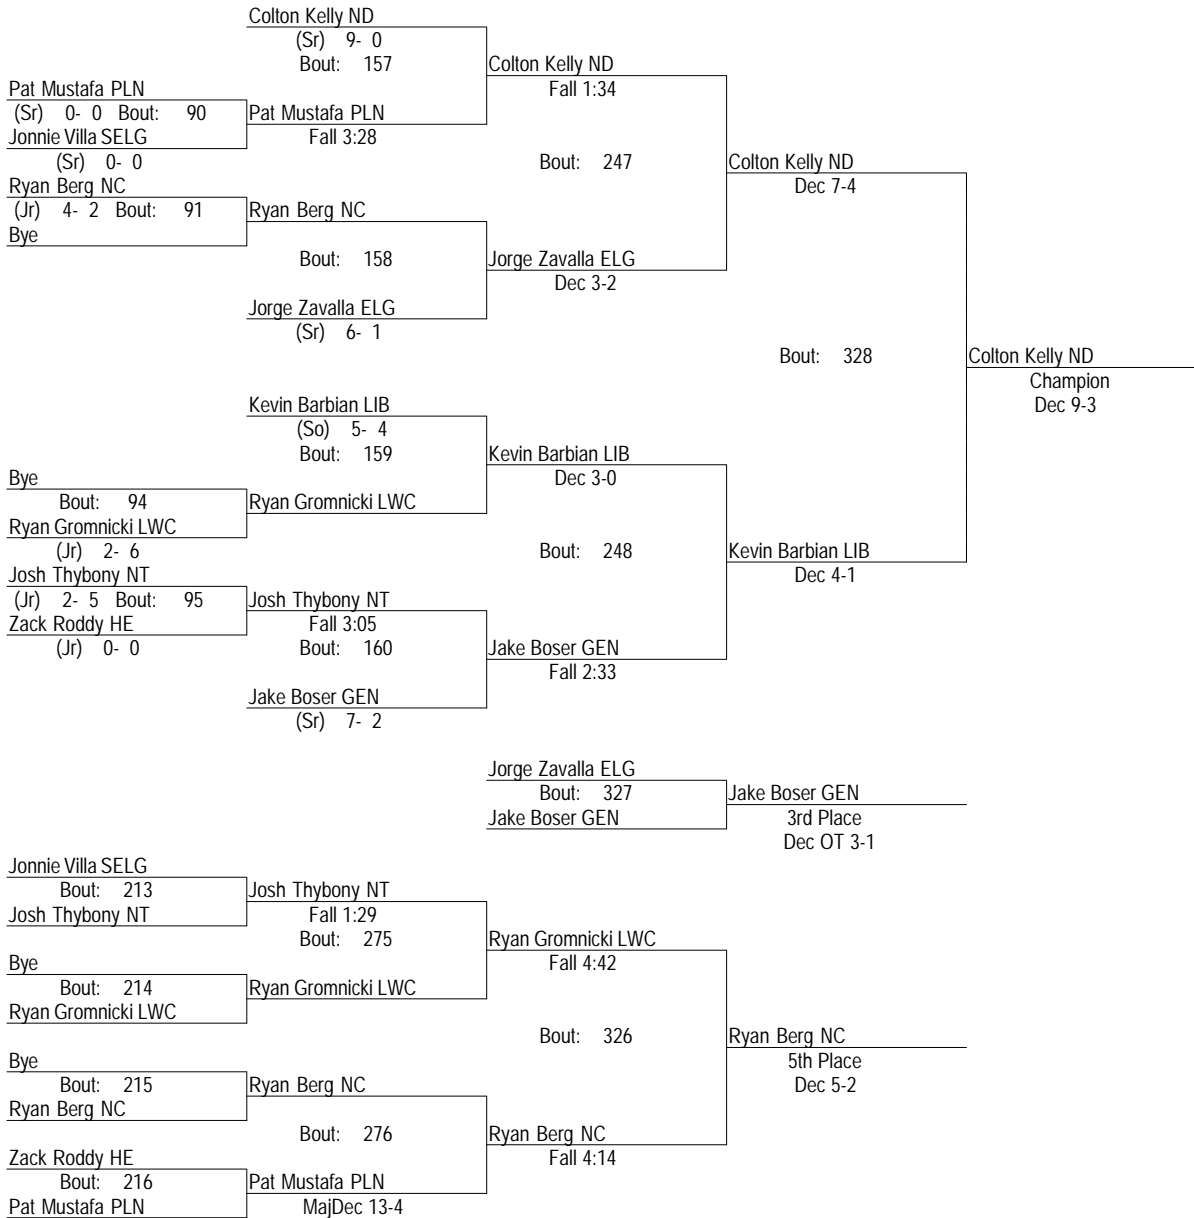 Colton Kelly ND
(Sr) 9- 0
Bout: 157
Colton Kelly ND
Fall 1:34
Pat Mustafa PLN
(Sr) 0- 0 Bout: 90
Pat Mustafa PLN
Jonnie Villa SELG
Fall 3:28
(Sr) 0- 0
Bout: 247
Colton Kelly ND
Dec 7-4
Ryan Berg NC
(Jr) 4- 2 Bout: 91
Ryan Berg NC
Bye
Bout: 158
Jorge Zavalla ELG
Dec 3-2
Jorge Zavalla ELG
(Sr) 6- 1
Bout: 328
Colton Kelly ND
Champion
Dec 9-3
Kevin Barbian LIB
(So) 5- 4
Bout: 159
Kevin Barbian LIB
Dec 3-0
Bye
Bout: 94
Ryan Gromnicki LWC
Ryan Gromnicki LWC
(Jr) 2- 6
Bout: 248
Kevin Barbian LIB
Dec 4-1
Josh Thybony NT
(Jr) 2- 5 Bout: 95
Josh Thybony NT
Zack Roddy HE
Fall 3:05
(Jr) 0- 0
Bout: 160
Jake Boser GEN
Fall 2:33
Jake Boser GEN
(Sr) 7- 2
Jorge Zavalla ELG
Bout: 327
Jake Boser GEN
Jake Boser GEN
3rd Place
Dec OT 3-1
Jonnie Villa SELG
Bout: 213
Josh Thybony NT
Josh Thybony NT
Fall 1:29
Bout: 275
Ryan Gromnicki LWC
Fall 4:42
Bye
Bout: 214
Ryan Gromnicki LWC
Ryan Gromnicki LWC
Bout: 326
Ryan Berg NC
5th Place
Dec 5-2
Bye
Bout: 215
Ryan Berg NC
Ryan Berg NC
Bout: 276
Ryan Berg NC
Fall 4:14
Zack Roddy HE
Bout: 216
Pat Mustafa PLN
Pat Mustafa PLN
MajDec 13-4